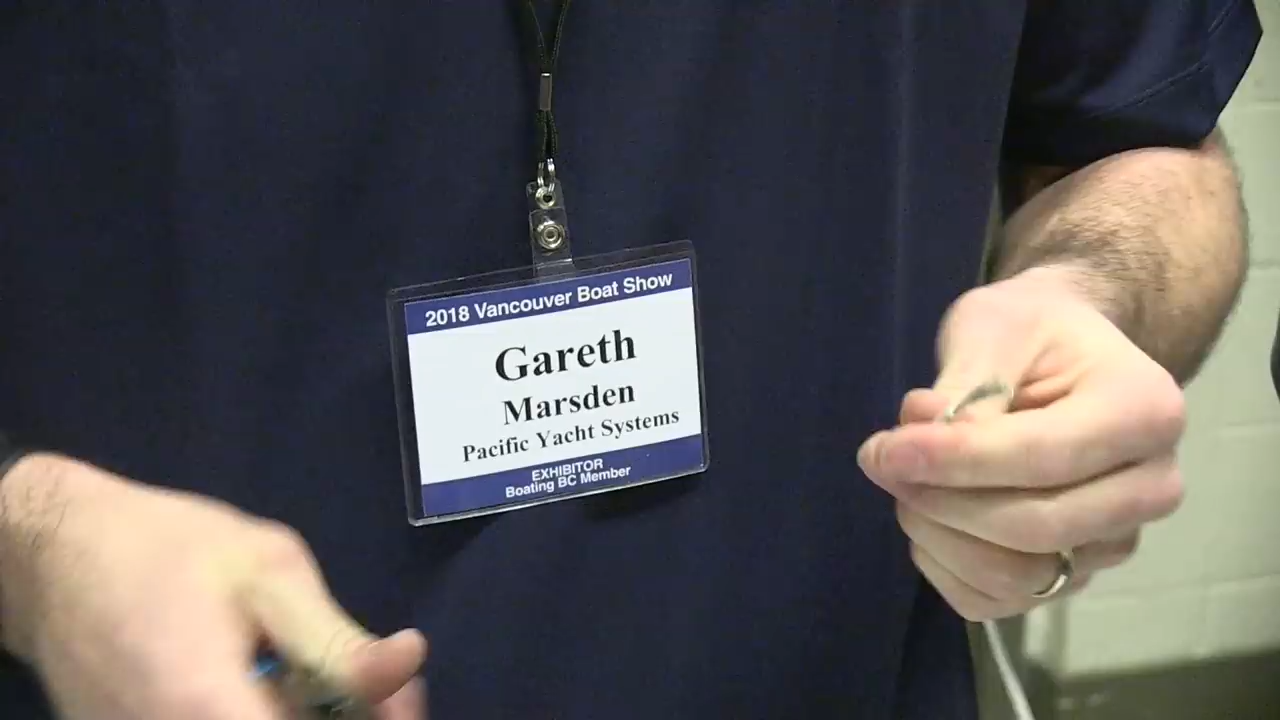 2018 Vancouver Boat Show
Gareth
Marsden
Pacific Yacht Systems
EXHIBITOR
Boating BC Member